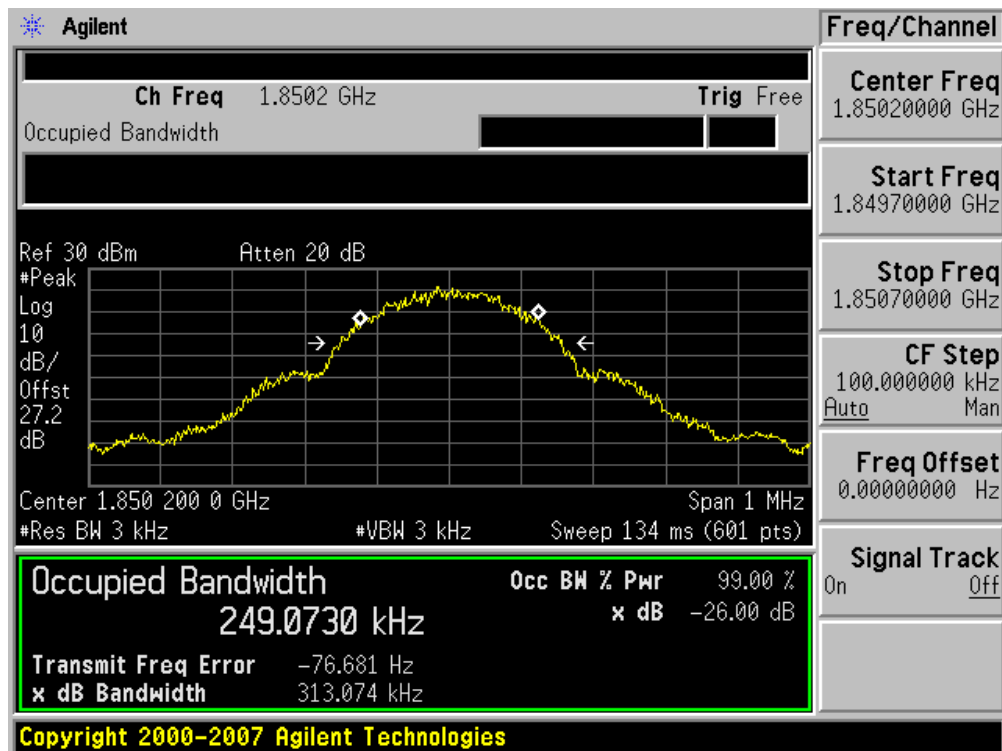 Agilent
Freq/Channel
Ch Freq 1.8502 GHz Trig Free
Occupied Bandwidth
Center Freq
1.85020000 GHz
Start Freq
1.84970000 GHz
Stop Freq
1.85070000 GHz
CF Step
100.000000 kHz
Auto Man
Freq Offset
0.00000000 Hz
Signal Track
On Off
Ref 30 dBm Atten 20 dB
#Peak
Log
10
dB/
Offst
27.2
dB
Center 1.850 200 0 GHz Span 1 MHz
#Res BW 3 kHz #VBW 3 kHz Sweep 134 ms (601 pts)
Occupied Bandwidth Occ BW % Pwr 99.00 %
249.0730 kHz x dB -26.00 dB
Transmit Freq Error -76.681 Hz
x dB Bandwidth 313.074 kHz
Copyright 2000-2007 Agilent Technologies